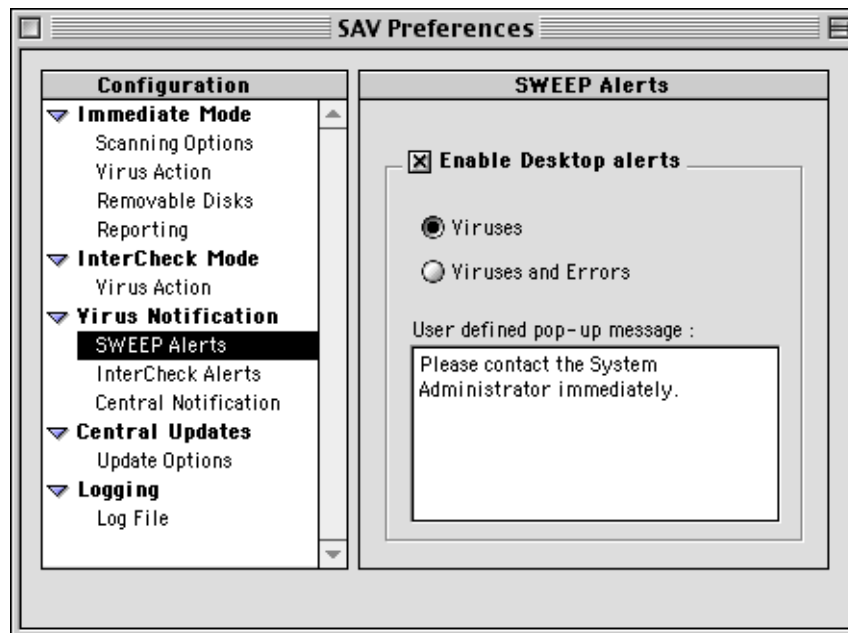 SAV Preferences
Configuration
Immediate Mode
Scanning Options
Virus Action
Removable Disks
Reporting
InterCheck Mode
Virus Action
Virus Notification
SWEEP Alerts
InterCheck Alerts
Central Notification
Central Updates
Update Options
Logging
Log File
SWEEP Alerts
Enable Desktop alerts
Viruses
Viruses and Errors
User defined pop-up message :
Please contact the System
Administrator immediately.